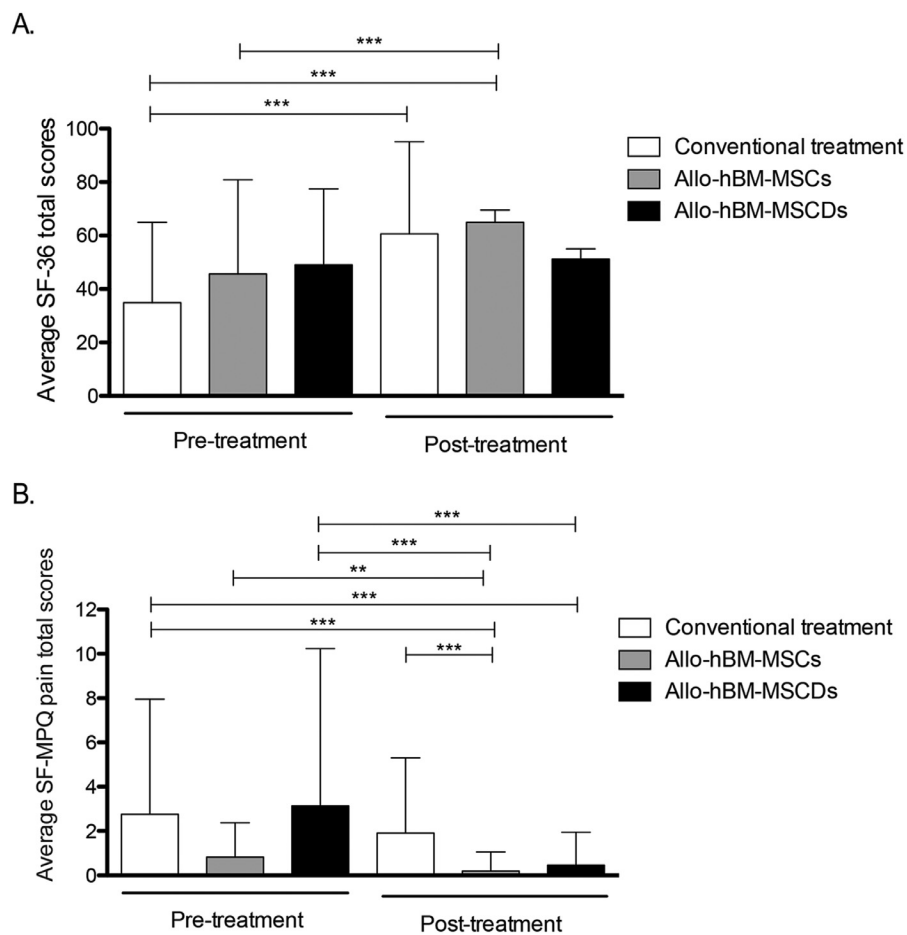 A.
***
***
***
Average SF-36 total scores
100
80
60
40
20
0
Conventional treatment
Allo-hBM-MSCs
Allo-hBM-MSCDs
Pre-treatment
Post-treatment
B.
***
***
**
***
***
***
Average SF-MPQ pain total scores
12
10
8
6
4
2
0
Conventional treatment
Allo-hBM-MSCs
Allo-hBM-MSCDs
Pre-treatment
Post-treatment